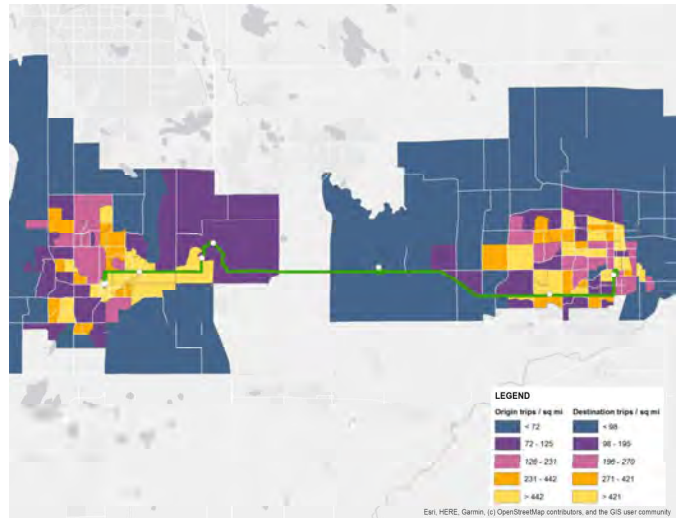 LEGEND
Origin trips / sq mi Destination trips / sq mi
< 72 < 98
72 - 125 98 - 195
126 - 231 196 - 270
231 - 442 271 - 421
> 442 > 421
Esri, HERE, Garmin, (c) OpenStreetMap contributors, and the GIS user community